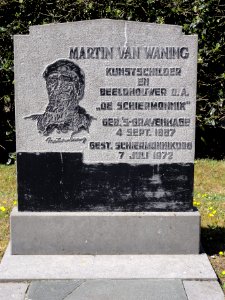 MARTIN VAN WANING
KUNSTSCHILDER
EN
BEELDHOUWER O.A.
"DE SCHIERMONNIK"
GEB. 'S-GRAVENHAGE
4 SEPT. 1887
GEST. SCHIERMONNIKOOG
7 JULI 1972